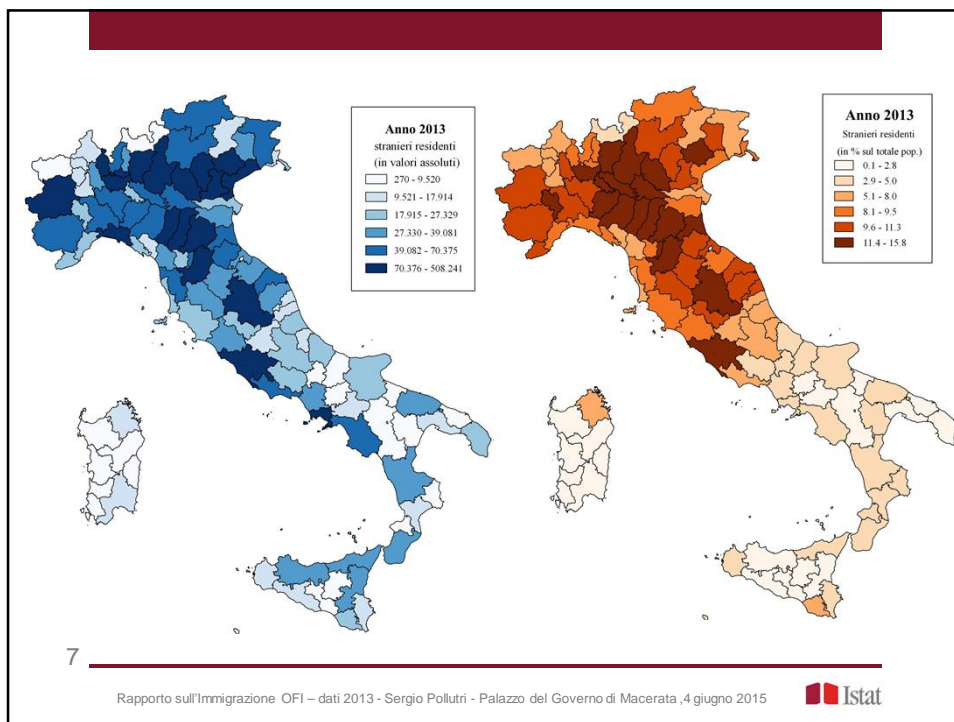 Anno 2013
stranieri residenti
(in valori assoluti)
270 - 9.520
9.521 - 17.914
17.915 - 27.329
27.330 - 39.081
39.082 - 70.375
70.376 - 508.241
Anno 2013
Stranieri residenti
(in % sul totale pop.)
0.1 - 2.8
2.9 - 5.0
5.1 - 8.0
8.1 - 9.5
9.6 - 11.3
11.4 - 15.8
7
Rapporto sull'Immigrazione OFI – dati 2013 - Sergio Pollutri - Palazzo del Governo di Macerata ,4 giugno 2015
Istat